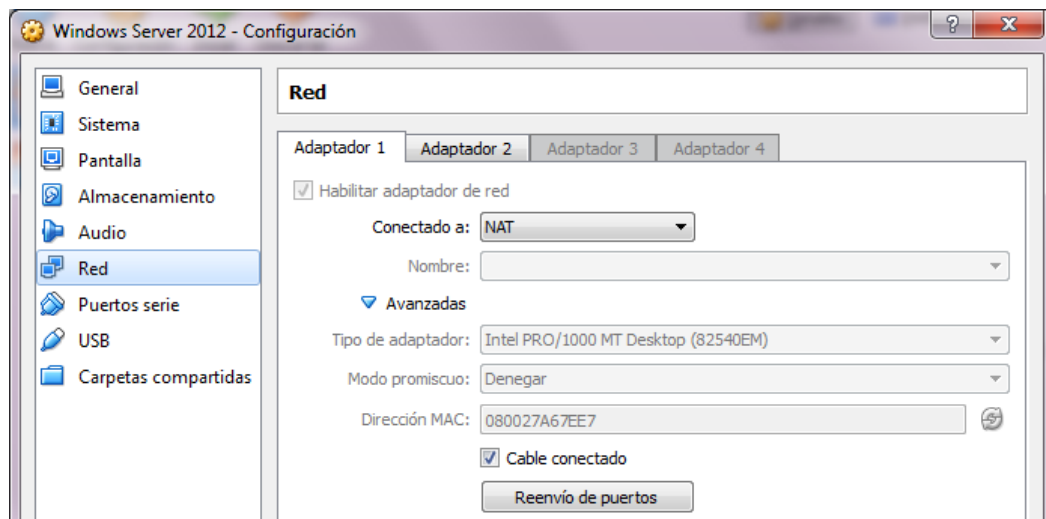 Windows Server 2012 - Configuración
General
Sistema
Pantalla
Almacenamiento
Audio
Red
Puertos serie
USB
Carpetas compartidas
Red
Adaptador 1 Adaptador 2 Adaptador 3 Adaptador 4
Habilitar adaptador de red
Conectado a: NAT
Nombre:
Avanzadas
Tipo de adaptador: Intel PRO/1000 MT Desktop (82540EM)
Modo promiscuo: Denegar
Dirección MAC: 080027A67EE7
Cable conectado
Reenvío de puertos